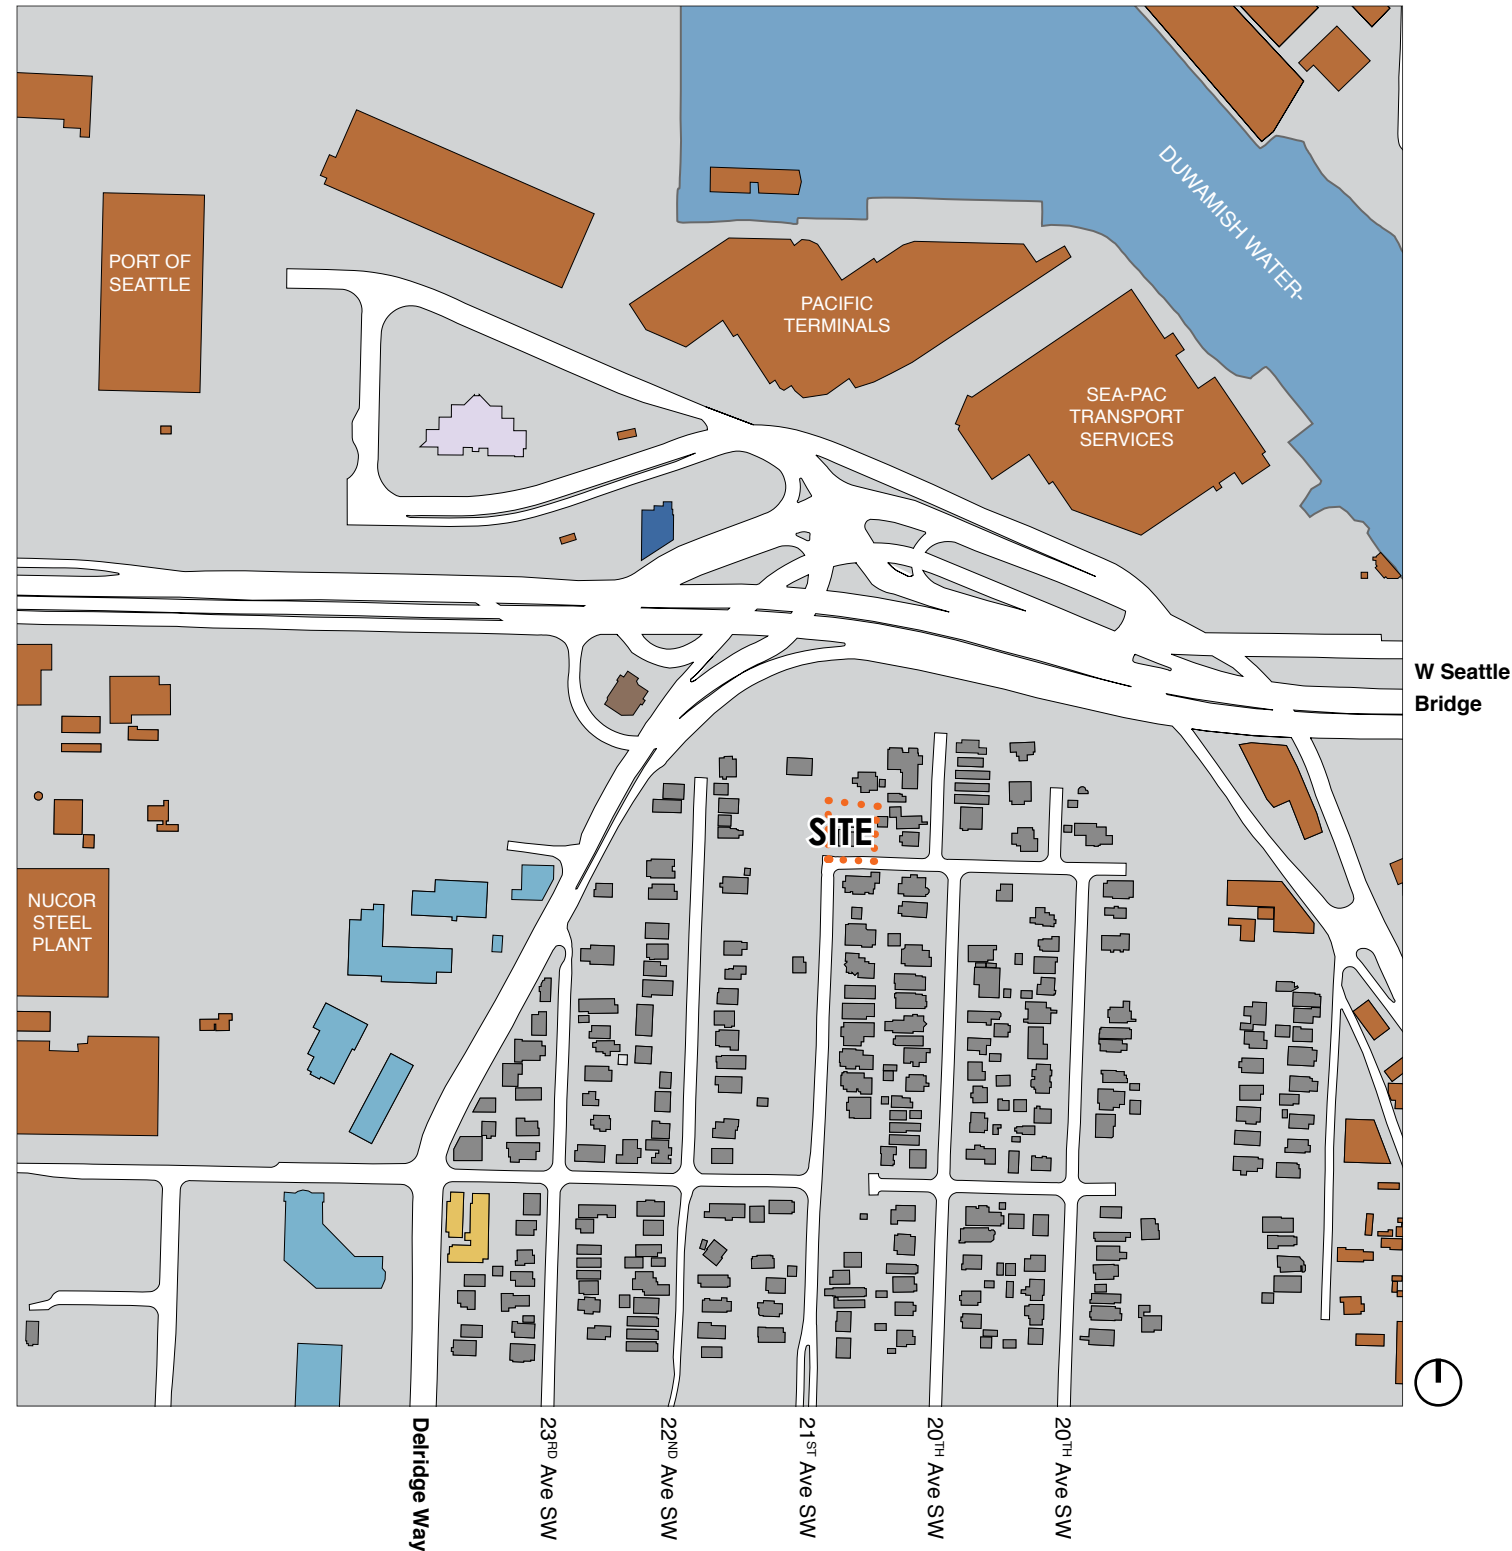 DUWAMISH WATER-
PORT OF
SEATTLE
PACIFIC
TERMINALS
SEA-PAC
TRANSPORT
SERVICES
W Seattle
Bridge
SITE
NUCOR
STEEL
PLANT
Delridge Way
23RD Ave SW
22ND Ave SW
21ST Ave SW
20TH Ave SW
20TH Ave SW